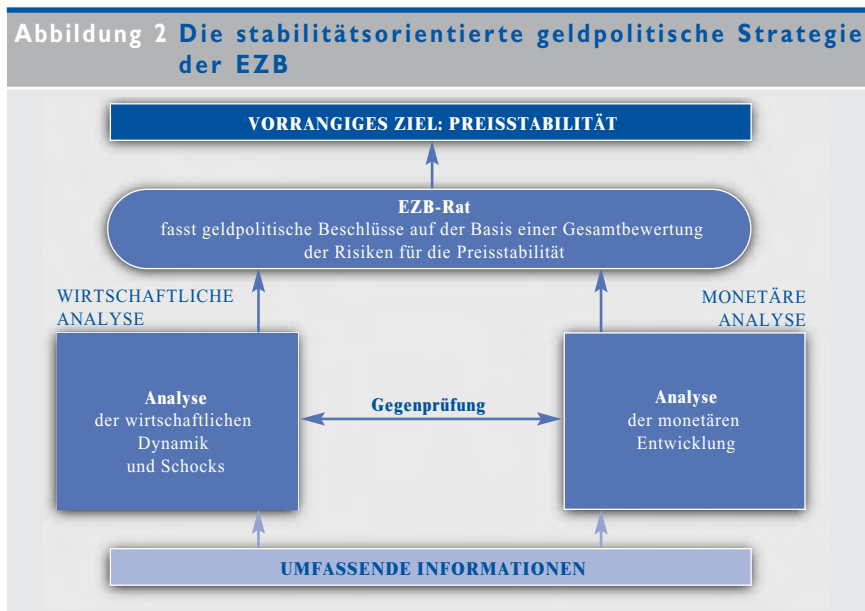 Abbildung 2 Die stabilitätsorientierte geldpolitische Strategie
der EZB
VORRANGIGES ZIEL: PREISSTABILITÄT
EZB-Rat
fasst geldpolitische Beschlüsse auf der Basis einer Gesamtbewertung
der Risiken für die Preisstabilität
WIRTSCHAFTLICHE
ANALYSE
MONETÄRE
ANALYSE
Analyse
der wirtschaftlichen
Dynamik
und Schocks
Gegenprüfung
Analyse
der monetären
Entwicklung
UMFASSENDE INFORMATIONEN